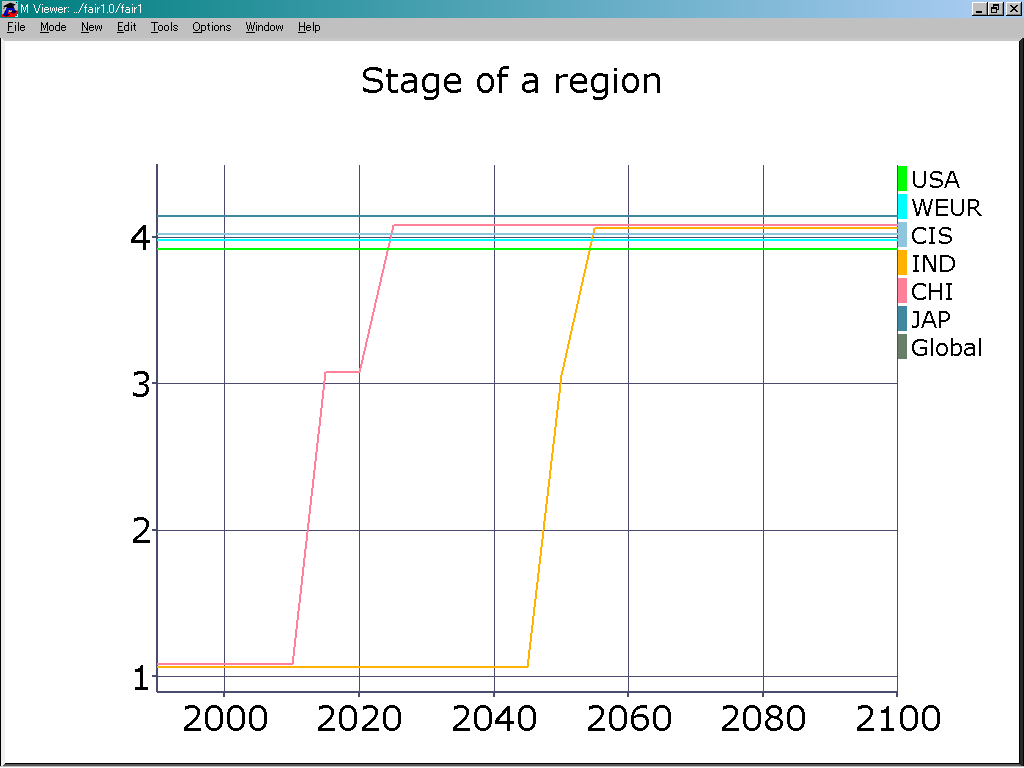 M Viewer: ../fair1.0/fair1
File Mode New Edit Tools Options Window Help
Stage of a region
USA
WEUR
CIS
IND
CHI
JAP
Global
4
3
2
1
2000 2020 2040 2060 2080 2100